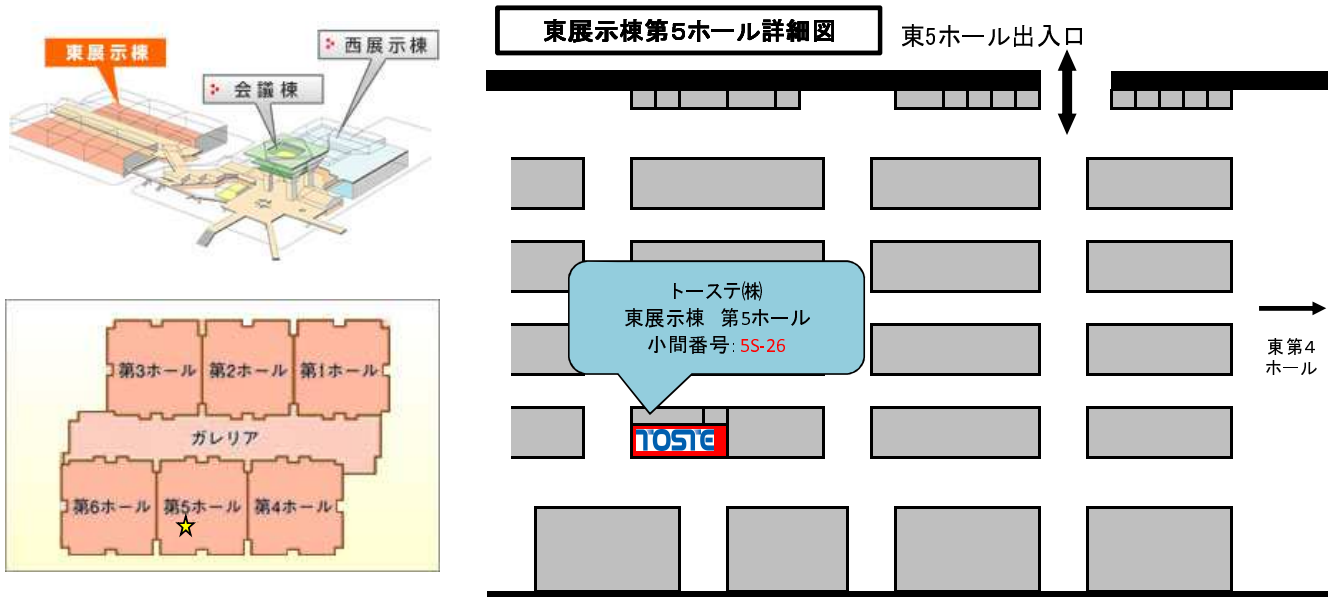 東展示棟
西展示棟
会議棟
第3ホール
第2ホール
第1ホール
ガレリア
第6ホール
第5ホール
第4ホール
東展示棟第5ホール詳細図
東5ホール出入口
トーステ㈱
東展示棟 第5ホール
小間番号：5S-26
TOSTE
東第4
ホール